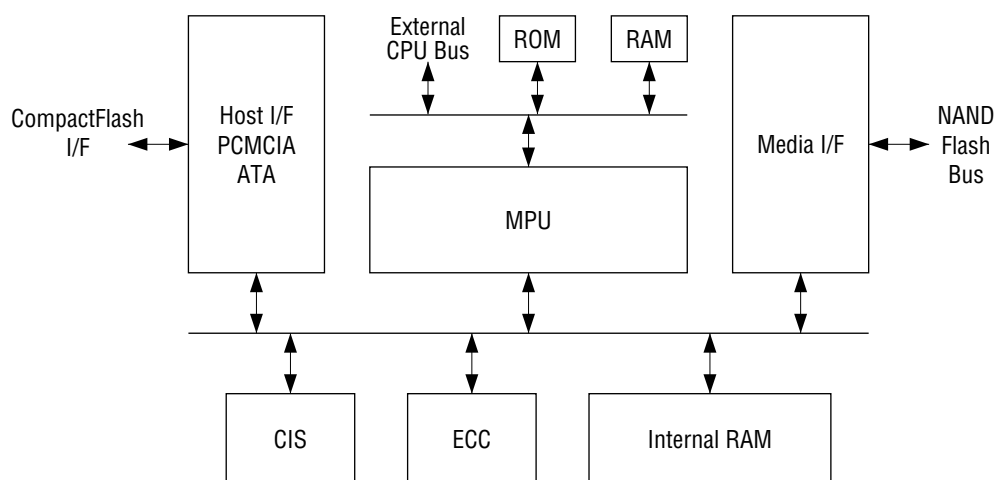 External
CPU Bus
ROM
RAM
CompactFlash
I/F
Host I/F
PCMCIA
ATA
Media I/F
NAND
Flash
Bus
MPU
CIS
ECC
Internal RAM